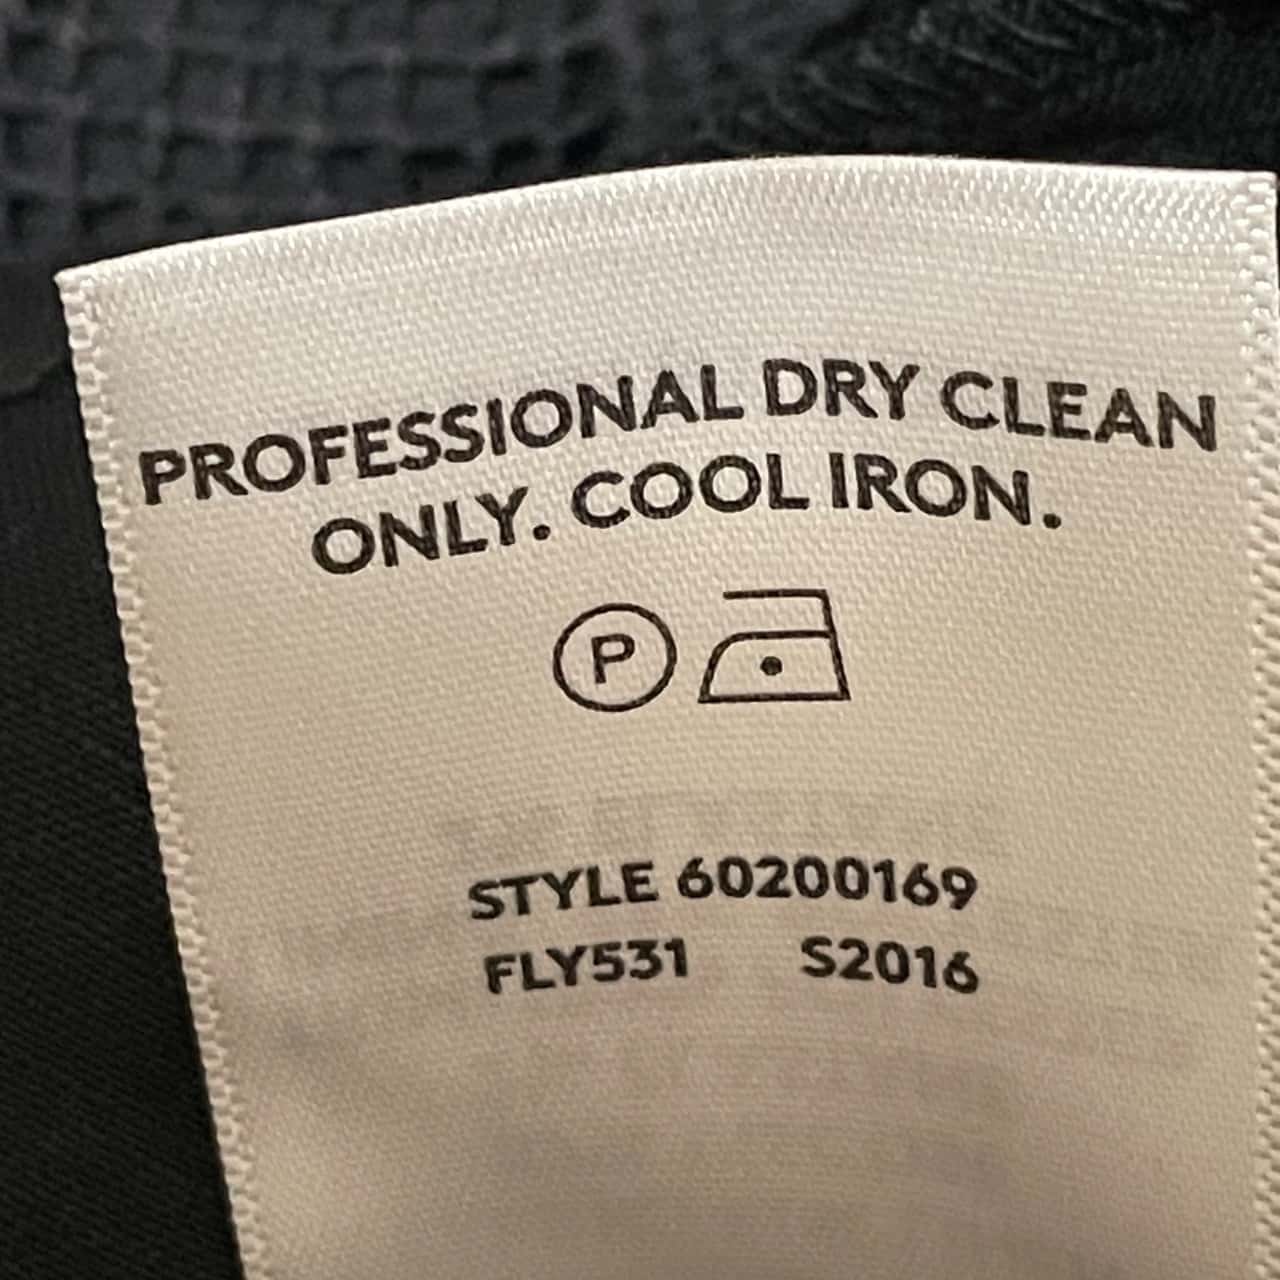 PROFESSIONAL DRY CLEAN
ONLY. COOL IRON.
P
STYLE 60200169
FLY531 S2016